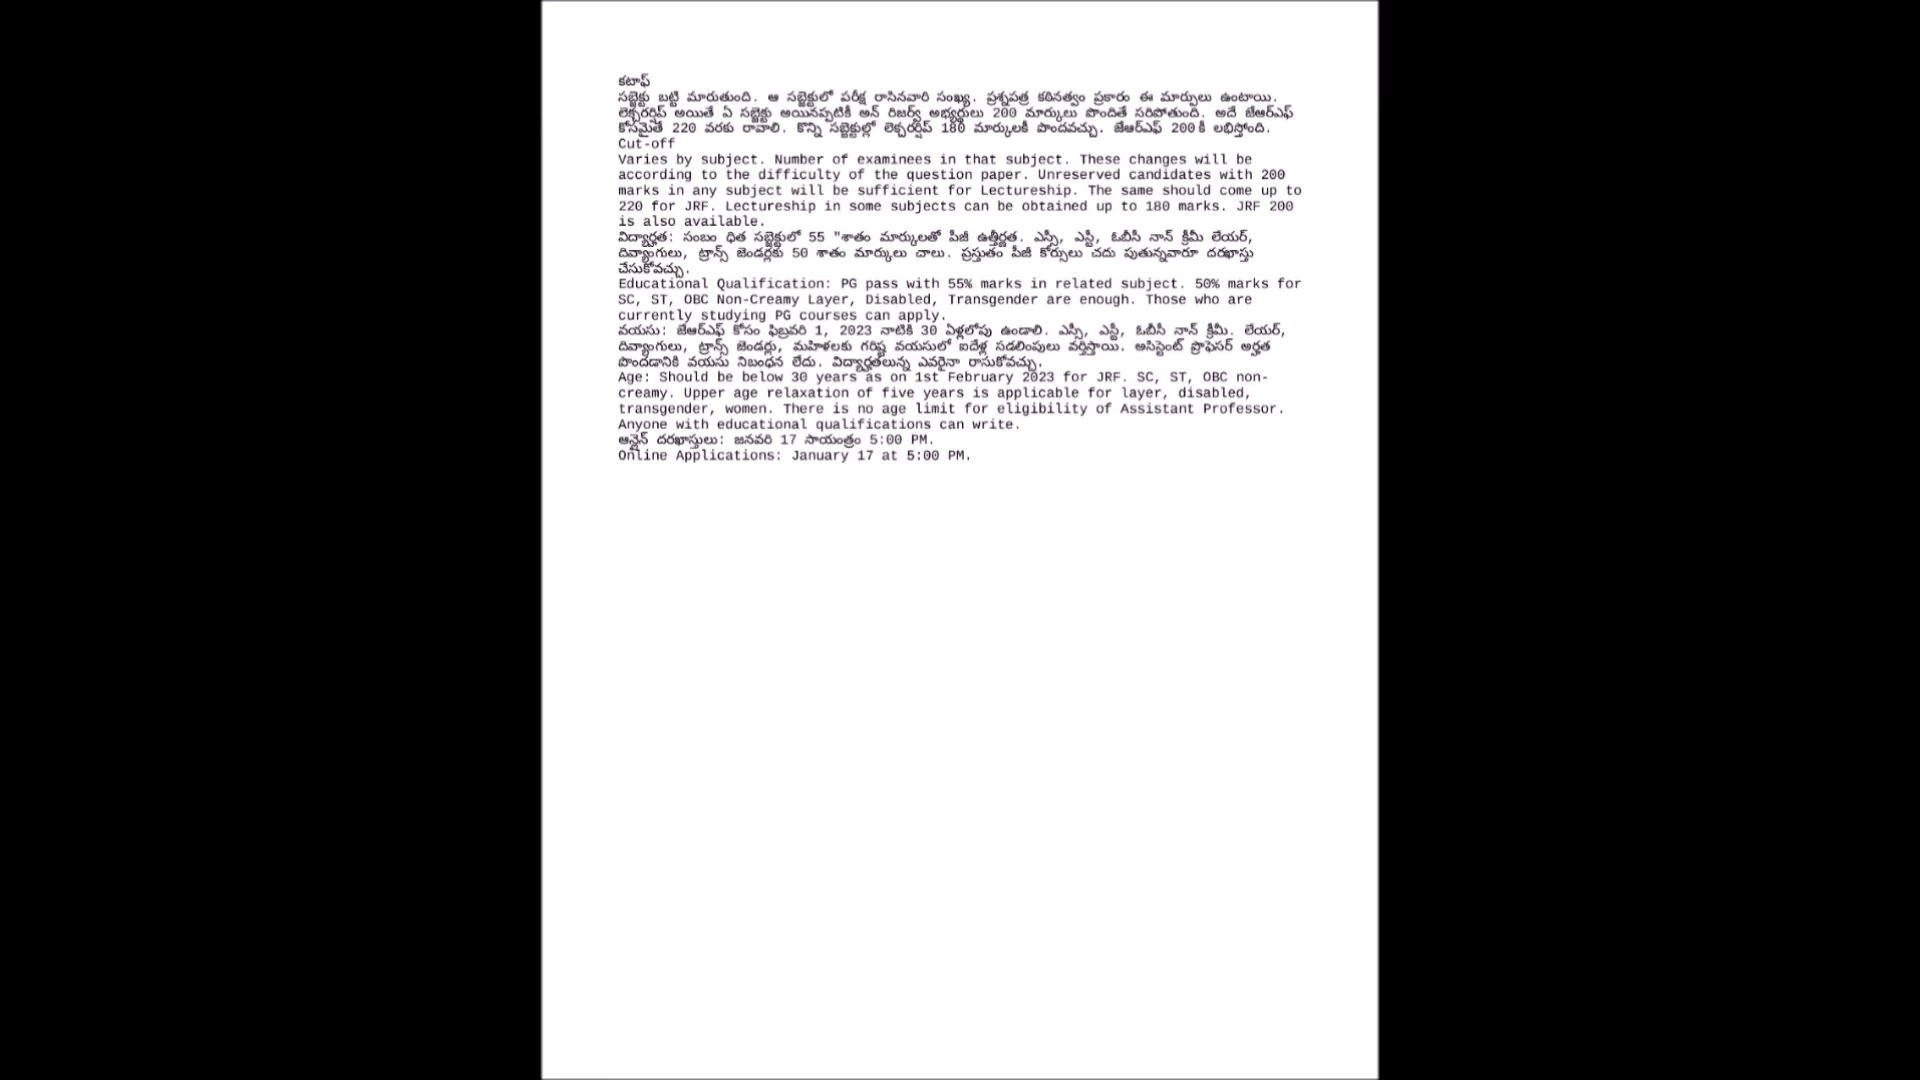 కటాఫ్
సబ్జెక్టు బట్టి మారుతుంది. ఆ సబ్జెక్టులో పరీక్ష రాసినవారి సంఖ్య. ప్రశ్నపత్ర కఠినత్వం ప్రకారం ఈ మార్పులు ఉంటాయి.
లెక్చరర్షిప్ అయితే ఏ సబ్జెక్టు అయినప్పటికీ అన్ రిజర్వ్ అభ్యర్థులు 200 మార్కులు పొందితే సరిపోతుంది. అదే జేఆర్ఎఫ్
కోసమైతే 220 వరకు రావాలి. కొన్ని సబ్జెక్టుల్లో లెక్చరర్షిప్ 180 మార్కులకీ పొందవచ్చు. జేఆర్ఎఫ్ 200కి లభిస్తోంది.
Cut-off
Varies by subject. Number of examinees in that subject. These changes will be
according to the difficulty of the question paper. Unreserved candidates with 200
marks in any subject will be sufficient for Lectureship. The same should come up to
220 for JRF. Lectureship in some subjects can be obtained up to 180 marks. JRF 200
is also available.
విద్యార్హత: సంబం ధిత సబ్జెక్టులో 55 "శాతం మార్కులతో పీజీ ఉత్తీర్ణత. ఎస్సీ, ఎస్టీ, ఓబీసీ నాన్ క్రీమీ లేయర్,
దివ్యాంగులు, ట్రాన్స్ జెండర్లకు 50 శాతం మార్కులు చాలు. ప్రస్తుతం పీజీ కోర్సులు చదు పుతున్నవారూ దరఖాస్తు
చేసుకోవచ్చు.
Educational Qualification: PG pass with 55% marks in related subject. 50% marks for
SC, ST, OBC Non-Creamy Layer, Disabled, Transgender are enough. Those who are
currently studying PG courses can apply.
వయసు: జేఆర్ఎఫ్ కోసం ఫిబ్రవరి 1, 2023 నాటికి 30 ఏళ్లలోపు ఉండాలి. ఎస్సీ, ఎస్టీ, ఓబీసీ నాన్ క్రీమీ. లేయర్,
దివ్యాంగులు, ట్రాన్స్ జెండర్లు, మహిళలకు గరిష్ఠ వయసులో ఐదేళ్ల సడలింపులు వర్తిస్తాయి. అసిస్టెంట్ ప్రొఫెసర్ అర్హత
పొందడానికి వయసు నిబంధన లేదు. విద్యార్హతలున్న ఎవరైనా రాసుకోవచ్చు.
Age: Should be below 30 years as on 1st February 2023 for JRF. SC, ST, OBC non-
creamy. Upper age relaxation of five years is applicable for layer, disabled,
transgender, women. There is no age limit for eligibility of Assistant Professor.
Anyone with educational qualifications can write.
ఆన్లైన్ దరఖాస్తులు: జనవరి 17 సాయంత్రం 5:00 PM.
Online Applications: January 17 at 5:00 PM.